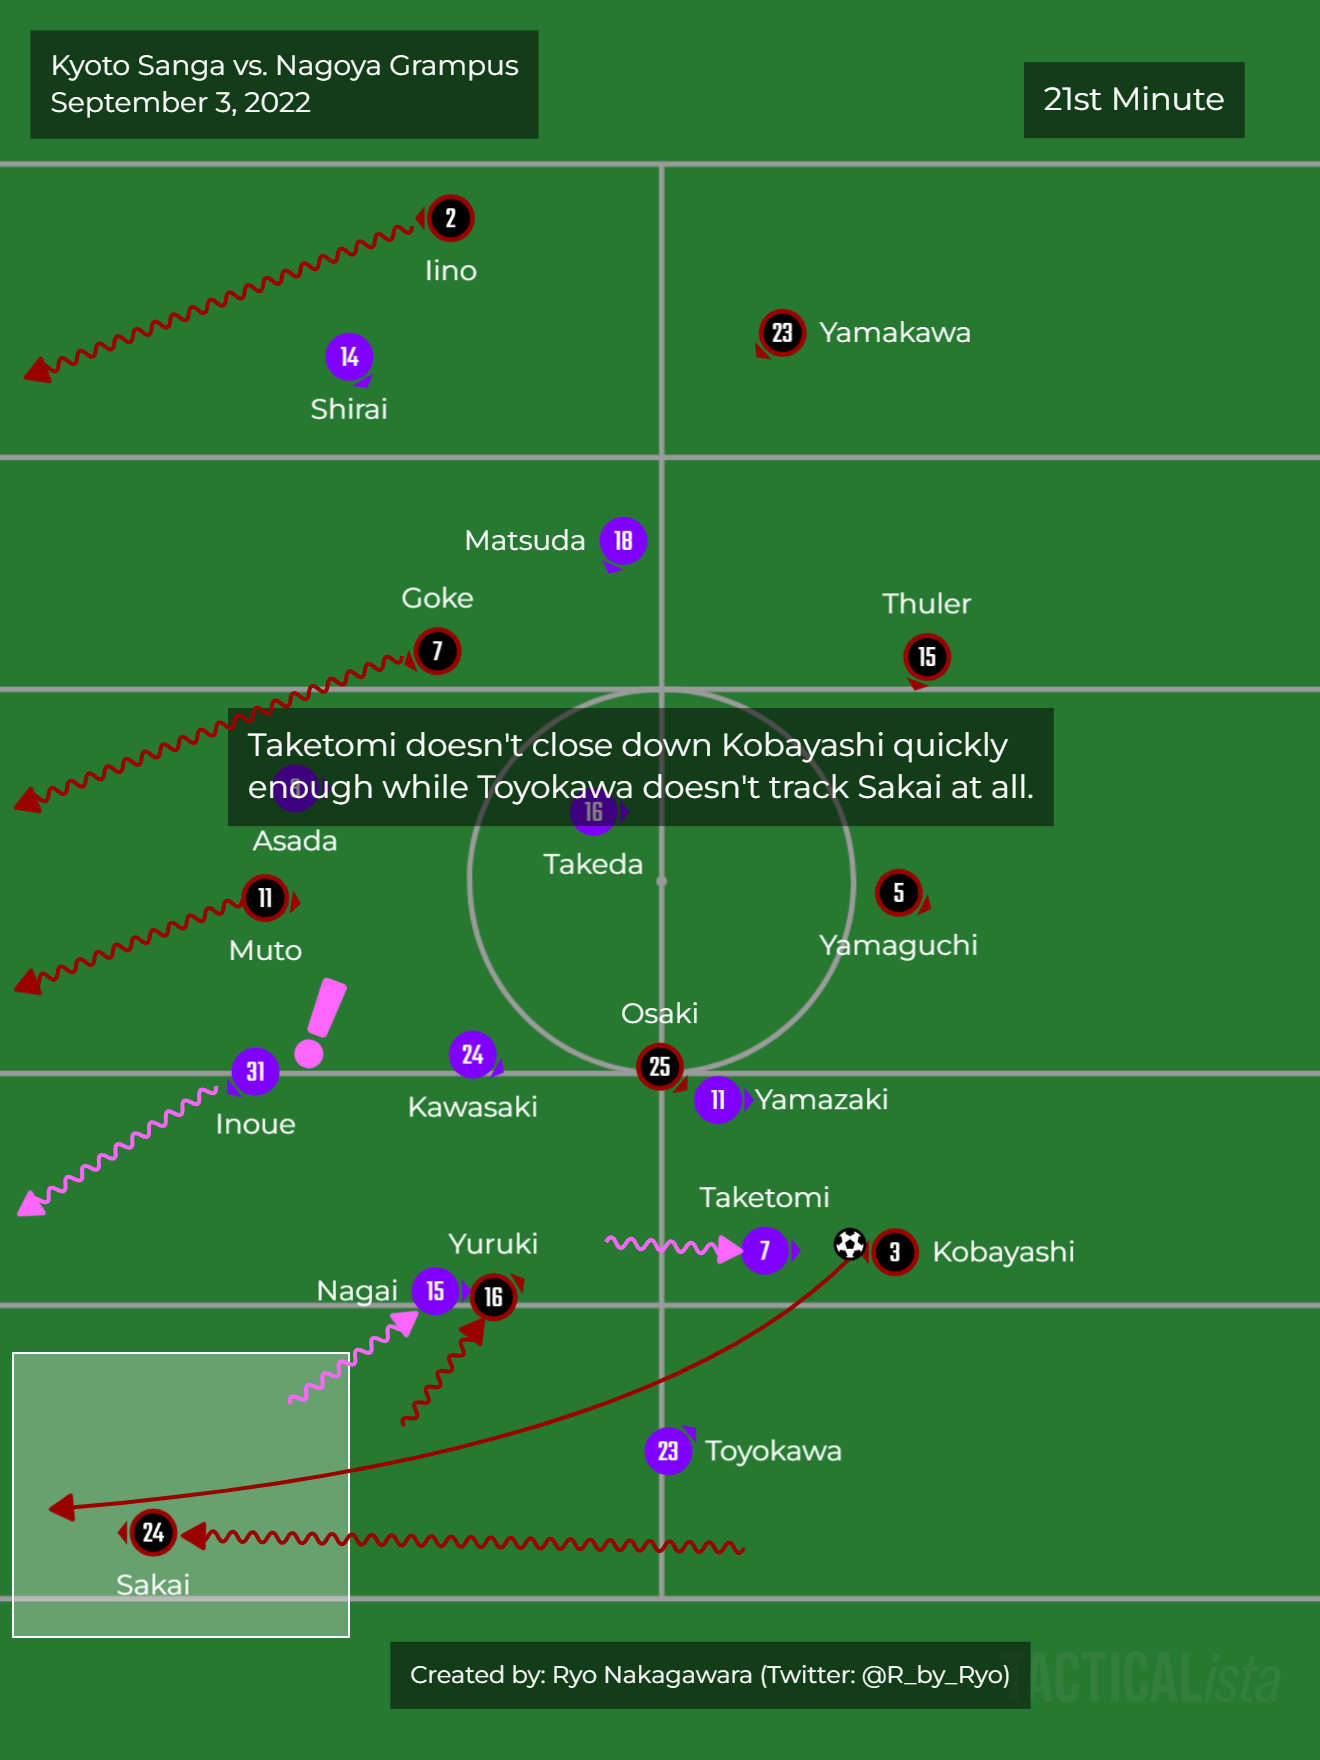 Kyoto Sanga vs. Nagoya Grampus
September 3, 2022
21st Minute
2
Iino
23 Yamakawa
14
Shirai
Matsuda 18
Goke
7
Thuler
15
Taketomi doesn't close down Kobayashi quickly
enough while Toyokawa doesn't track Sakai at all.
16
Asada
Takeda
11
Muto
5
Yamaguchi
Osaki
25
24
Kawasaki
31
Inoue
11 Yamazaki
Taketomi
7
3 Kobayashi
Yuruki
Nagai 15
16
23 Toyokawa
24
Sakai
Created by: Ryo Nakagawara (Twitter: @R_by_Ryo)
TACTICALista